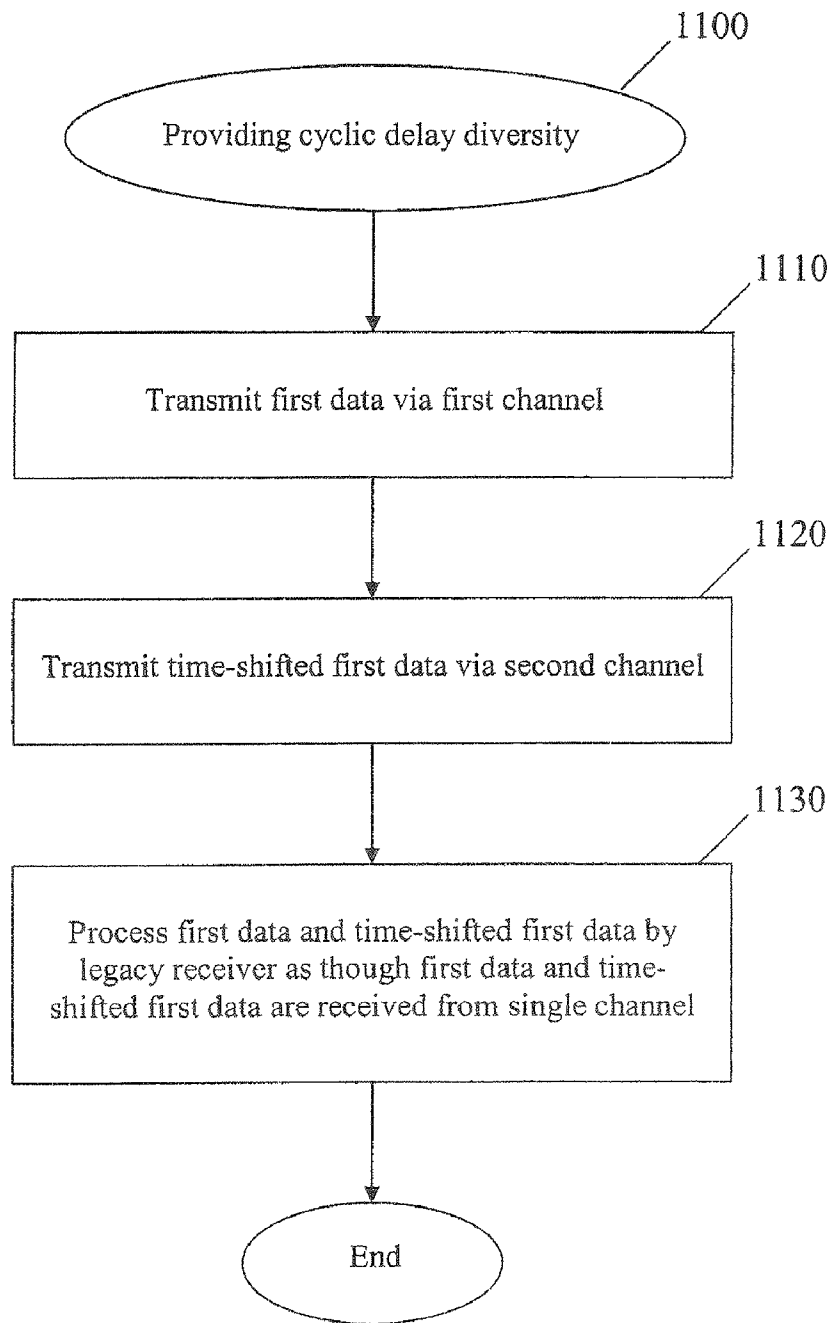 1100
Providing cyclic delay diversity
1110
Transmit first data via first channel
1120
Transmit time-shifted first data via second channel
1130
Process first data and time-shifted first data by
legacy receiver as though first data and time-
shifted first data are received from single channel
End